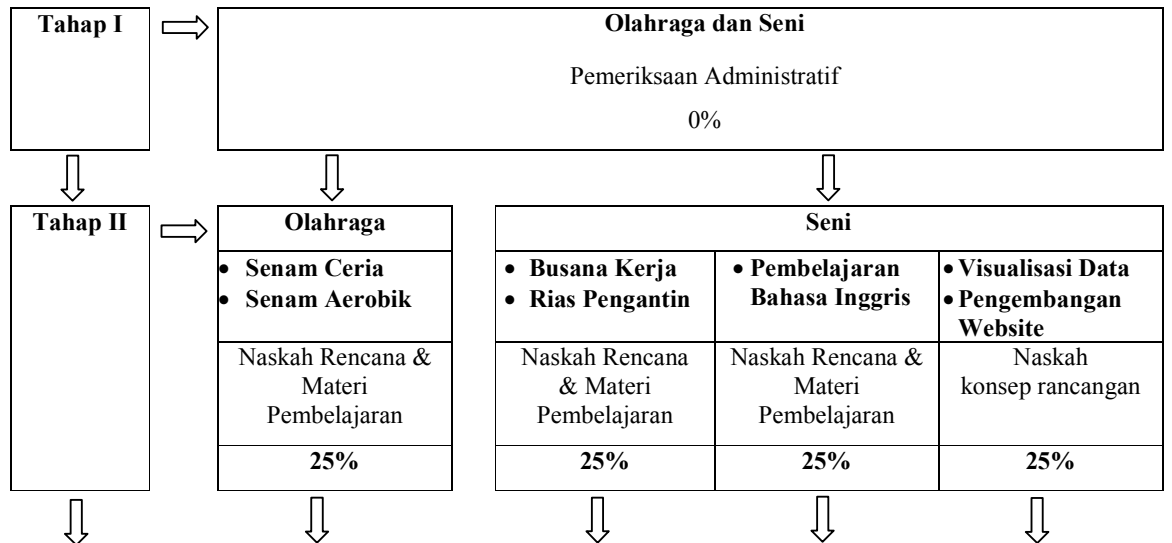 Tahap I
Olahraga dan Seni
Pemeriksaan Administratif
0%
Tahap II
Olahraga
• Senam Ceria
• Senam Aerobik
Naskah Rencana &
Materi
Pembelajaran
25%
Seni
• Busana Kerja
• Rias Pengantin
Naskah Rencana
& Materi
Pembelajaran
25%
• Pembelajaran
Bahasa Inggris
Naskah Rencana &
Materi
Pembelajaran
25%
• Visualisasi Data
• Pengembangan
Website
Naskah
konsep rancangan
25%